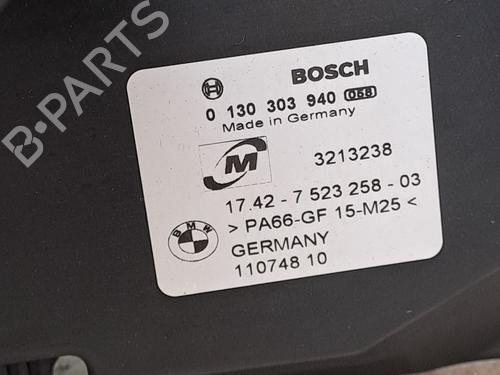 BOSCH
0 130 303 940 058
Made in Germany
M
3213238
17.42 - 7 523 258 - 03
> PA66-GF 15-M25 <
BMW
GERMANY
110748 10
B-PARTS